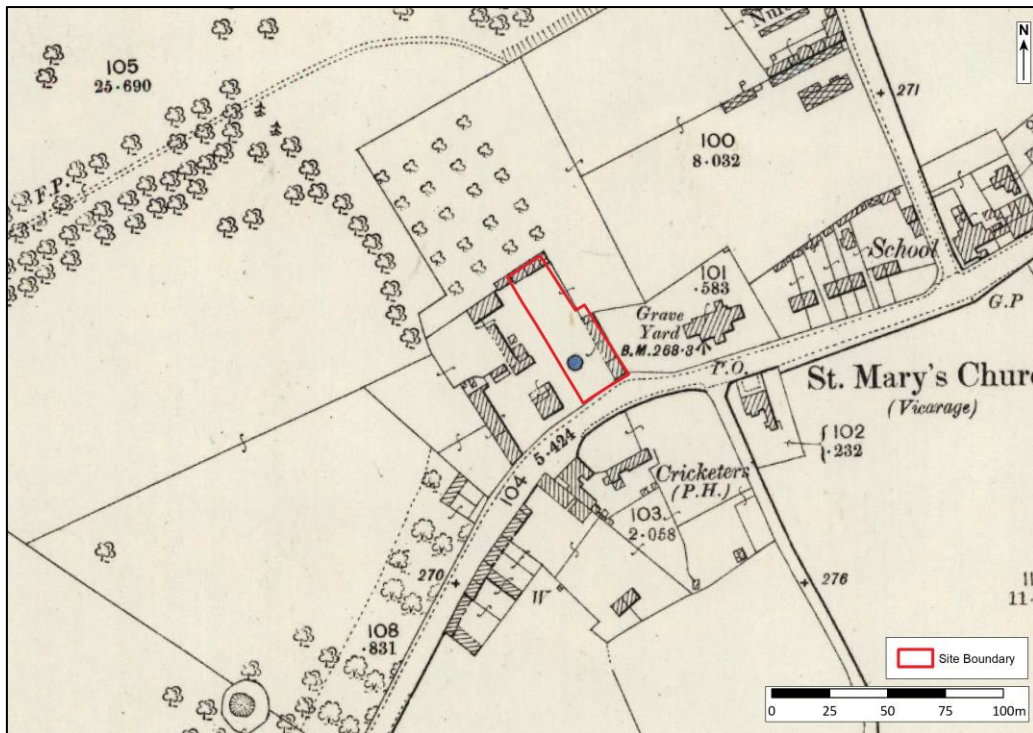 N
105
25·690
F.P.
271
100
8·032
School
101
·583
Grave
Yard
B.M.268·3
G.P
T.O.
St. Mary's Churc
(Vicarage)
102
·232
5·424
104
Cricketers
(P.H.)
103
2·058
270
W
276
108
·831
11
11·
Site Boundary
0 25 50 75 100m